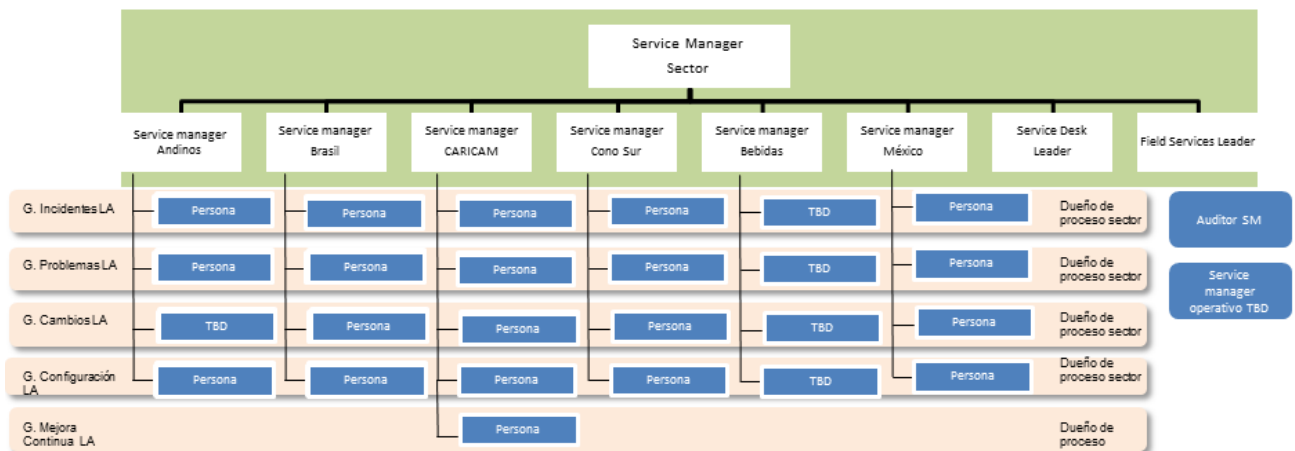 Service Manager
Sector
Service manager
Andinos
Service manager
Brasil
Service manager
CARICAM
Service manager
Cono Sur
Service manager
Bebidas
Service manager
México
Service Desk
Leader
Field Services Leader
G. Incidentes LA
Persona
Persona
Persona
Persona
TBD
Persona
Dueño de
proceso sector
Auditor SM
G. Problemas LA
Persona
Persona
Persona
Persona
TBD
Persona
Dueño de
proceso sector
Service
manager
operativo TBD
G. Cambios LA
TBD
Persona
Persona
Persona
TBD
Persona
Dueño de
proceso sector
G. Configuración
LA
Persona
Persona
Persona
Persona
TBD
Persona
Dueño de
proceso sector
G. Mejora
Continua LA
Persona
Dueño de
proceso